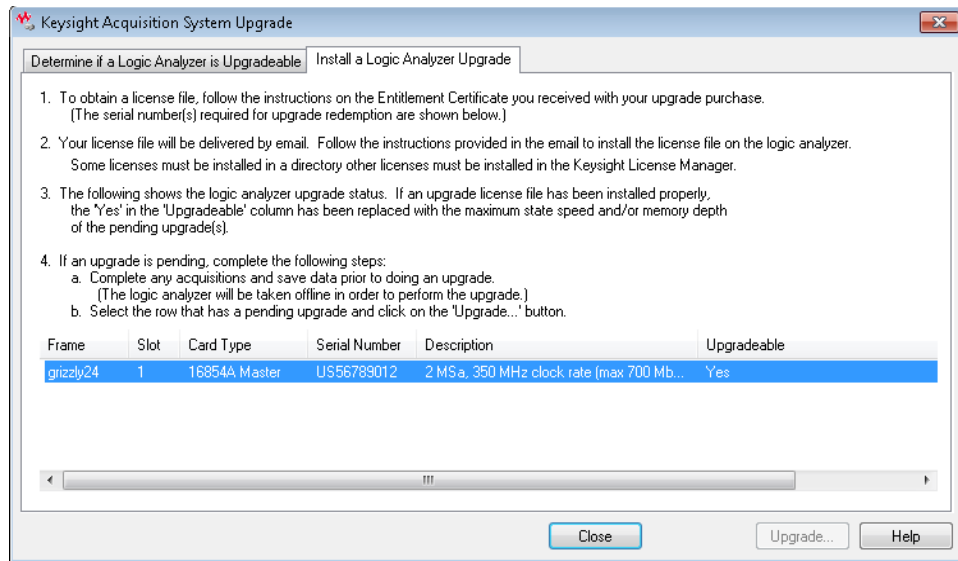 Keysight Acquisition System Upgrade
Determine if a Logic Analyzer is Upgradeable Install a Logic Analyzer Upgrade
1. To obtain a license file, follow the instructions on the Entitlement Certificate you received with your upgrade purchase.
(The serial number(s) required for upgrade redemption are shown below.)
2. Your license file will be delivered by email. Follow the instructions provided in the email to install the license file on the logic analyzer.
Some licenses must be installed in a directory other licenses must be installed in the Keysight License Manager.
3. The following shows the logic analyzer upgrade status. If an upgrade license file has been installed properly,
the 'Yes' in the 'Upgradeable' column has been replaced with the maximum state speed and/or memory depth
of the pending upgrade(s).
4. If an upgrade is pending, complete the following steps:
a. Complete any acquisitions and save data prior to doing an upgrade.
(The logic analyzer will be taken offline in order to perform the upgrade.)
b. Select the row that has a pending upgrade and click on the 'Upgrade...' button.
Frame Slot Card Type Serial Number Description Upgradeable
grizzly24 1 16854A Master US56789012 2 MSa, 350 MHz clock rate (max 700 Mb... Yes
Close Upgrade... Help